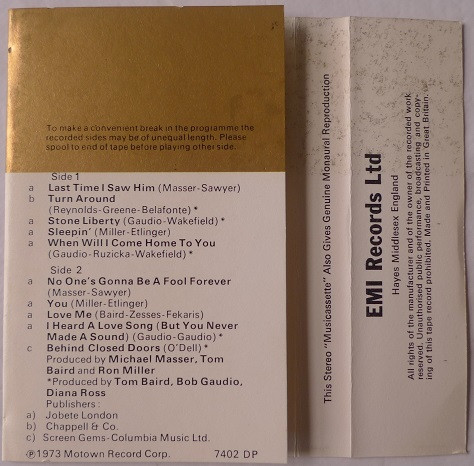 To make a convenient break in the programme the
recorded sides may be of unequal length. Please
spool to end of tape before playing other side.
Side 1
a Last Time I Saw Him (Masser-Sawyer)
b Turn Around
(Reynolds-Greene-Belafonte) *
a Stone Liberty (Gaudio-Wakefield) *
a Sleepin' (Miller-Etlinger)
a When Will I Come Home To You
(Gaudio-Ruzicka-Wakefield) *
Side 2
a No One's Gonna Be A Fool Forever
(Masser-Sawyer)
a You (Miller-Etlinger)
a Love Me (Baird-Zesses-Fekaris)
a I Heard A Love Song (But You Never
Made A Sound) (Gaudio-Gaudio) *
c Behind Closed Doors (O'Dell) *
Produced by Michael Masser, Tom
Baird and Ron Miller
*Produced by Tom Baird, Bob Gaudio,
Diana Ross
Publishers :
a) Jobete London
b) Chappell & Co.
c) Screen Gems-Columbia Music Ltd.
℗1973 Motown Record Corp. 7402 DP
This Stereo "Musicassette" Also Gives Genuine Monaural Reproduction
EMI Records Ltd
Hayes Middlesex England
All rights of the manufacturer and of the owner of the recorded work
reserved. Unauthorised public performance, broadcasting and copy-
ing of this tape record prohibited. Made and Printed in Great Britain.